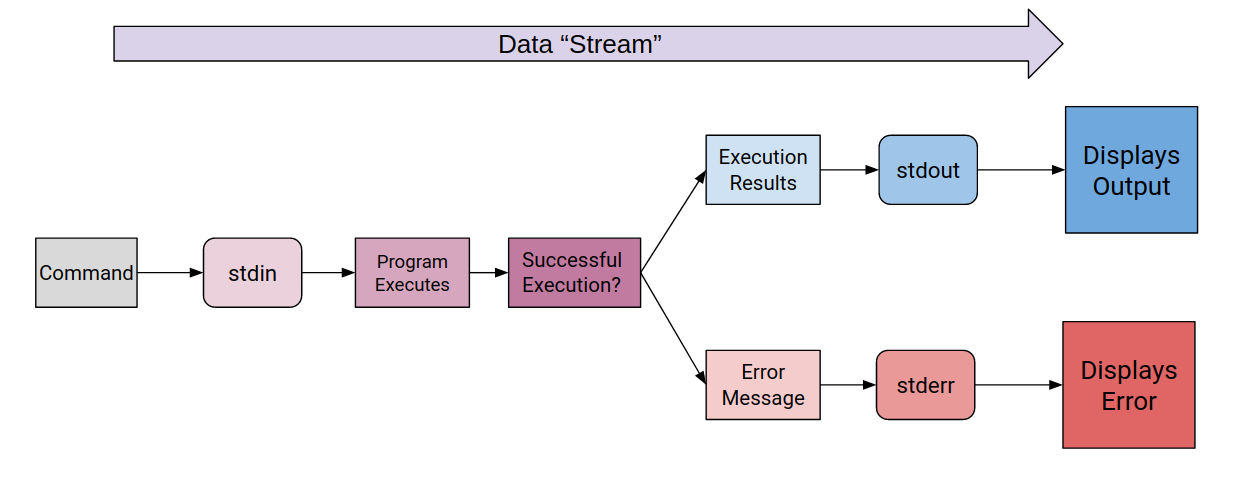 Data “Stream”
Command
stdin
Program
Executes
Successful
Execution?
Execution
Results
stdout
Displays
Output
Error
Message
stderr
Displays
Error